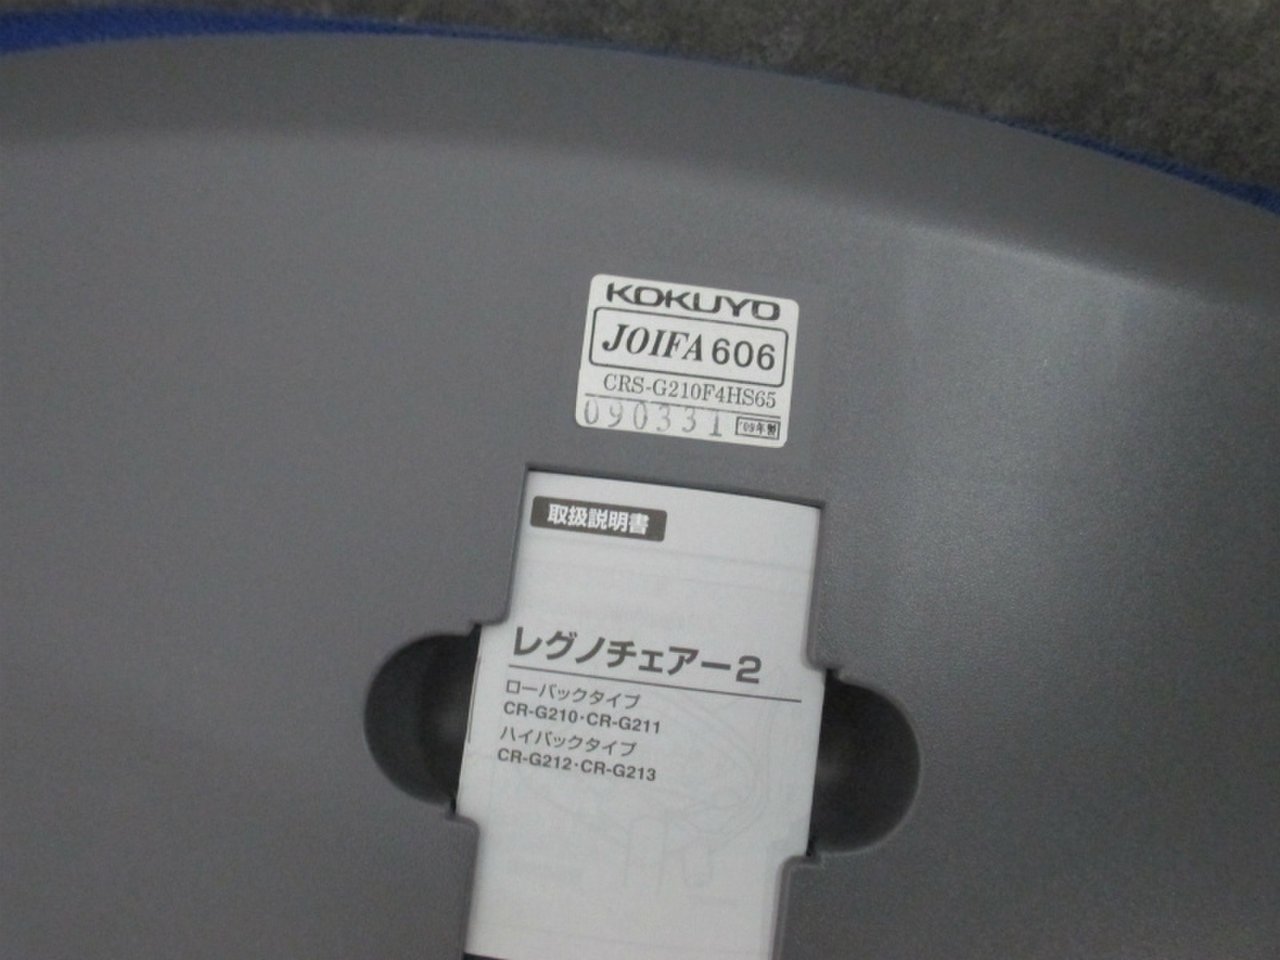 KOKUYO
JOIFA606
CRS-G210F4HS65
090331 '09年製
取扱説明書
レグノチェアー2
ローバックタイプ
CR-G210・CR-G211
ハイバックタイプ
CR-G212・CR-G213